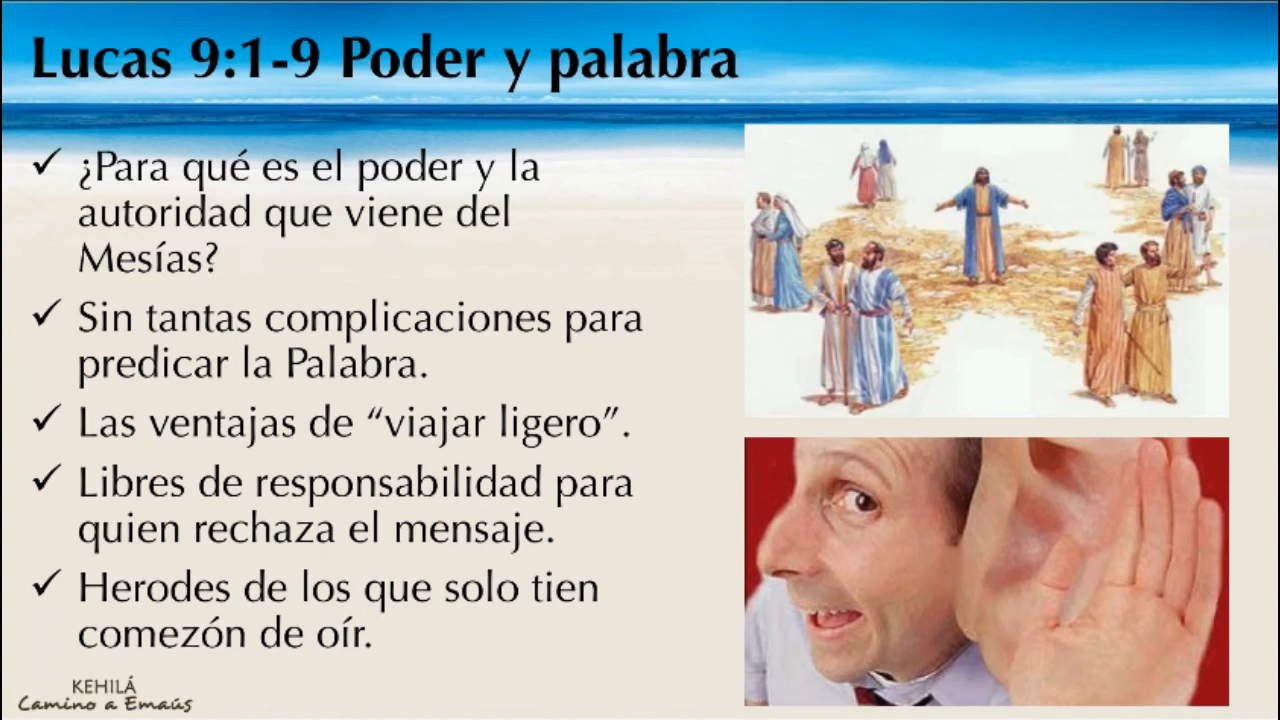 Lucas 9:1-9 Poder y palabra
✓ ¿Para qué es el poder y la
autoridad que viene del
Mesías?
✓ Sin tantas complicaciones para
predicar la Palabra.
✓ Las ventajas de “viajar ligero”.
✓ Libres de responsabilidad para
quien rechaza el mensaje.
✓ Herodes de los que solo tien
comezón de oír.
KEHILÁ
Camino a Emaús